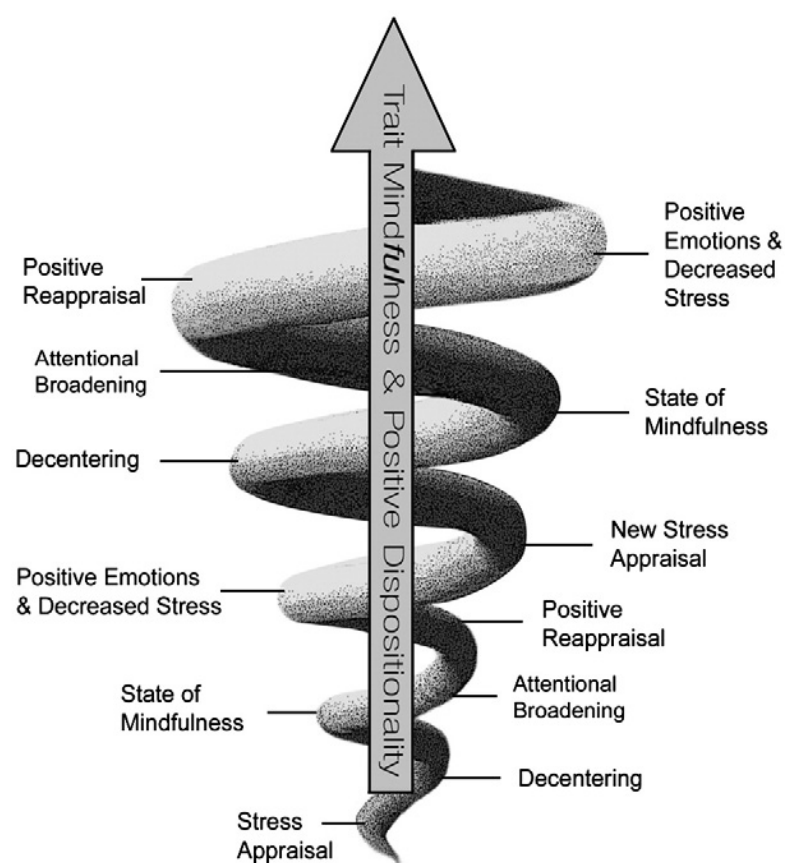 Trait Mindfulness & Positive Dispositionality
Positive
Emotions &
Decreased
Stress
Positive
Reappraisal
Attentional
Broadening
State of
Mindfulness
Decentering
New Stress
Appraisal
Positive Emotions
& Decreased Stress
Positive
Reappraisal
Attentional
Broadening
State of
Mindfulness
Decentering
Stress
Appraisal